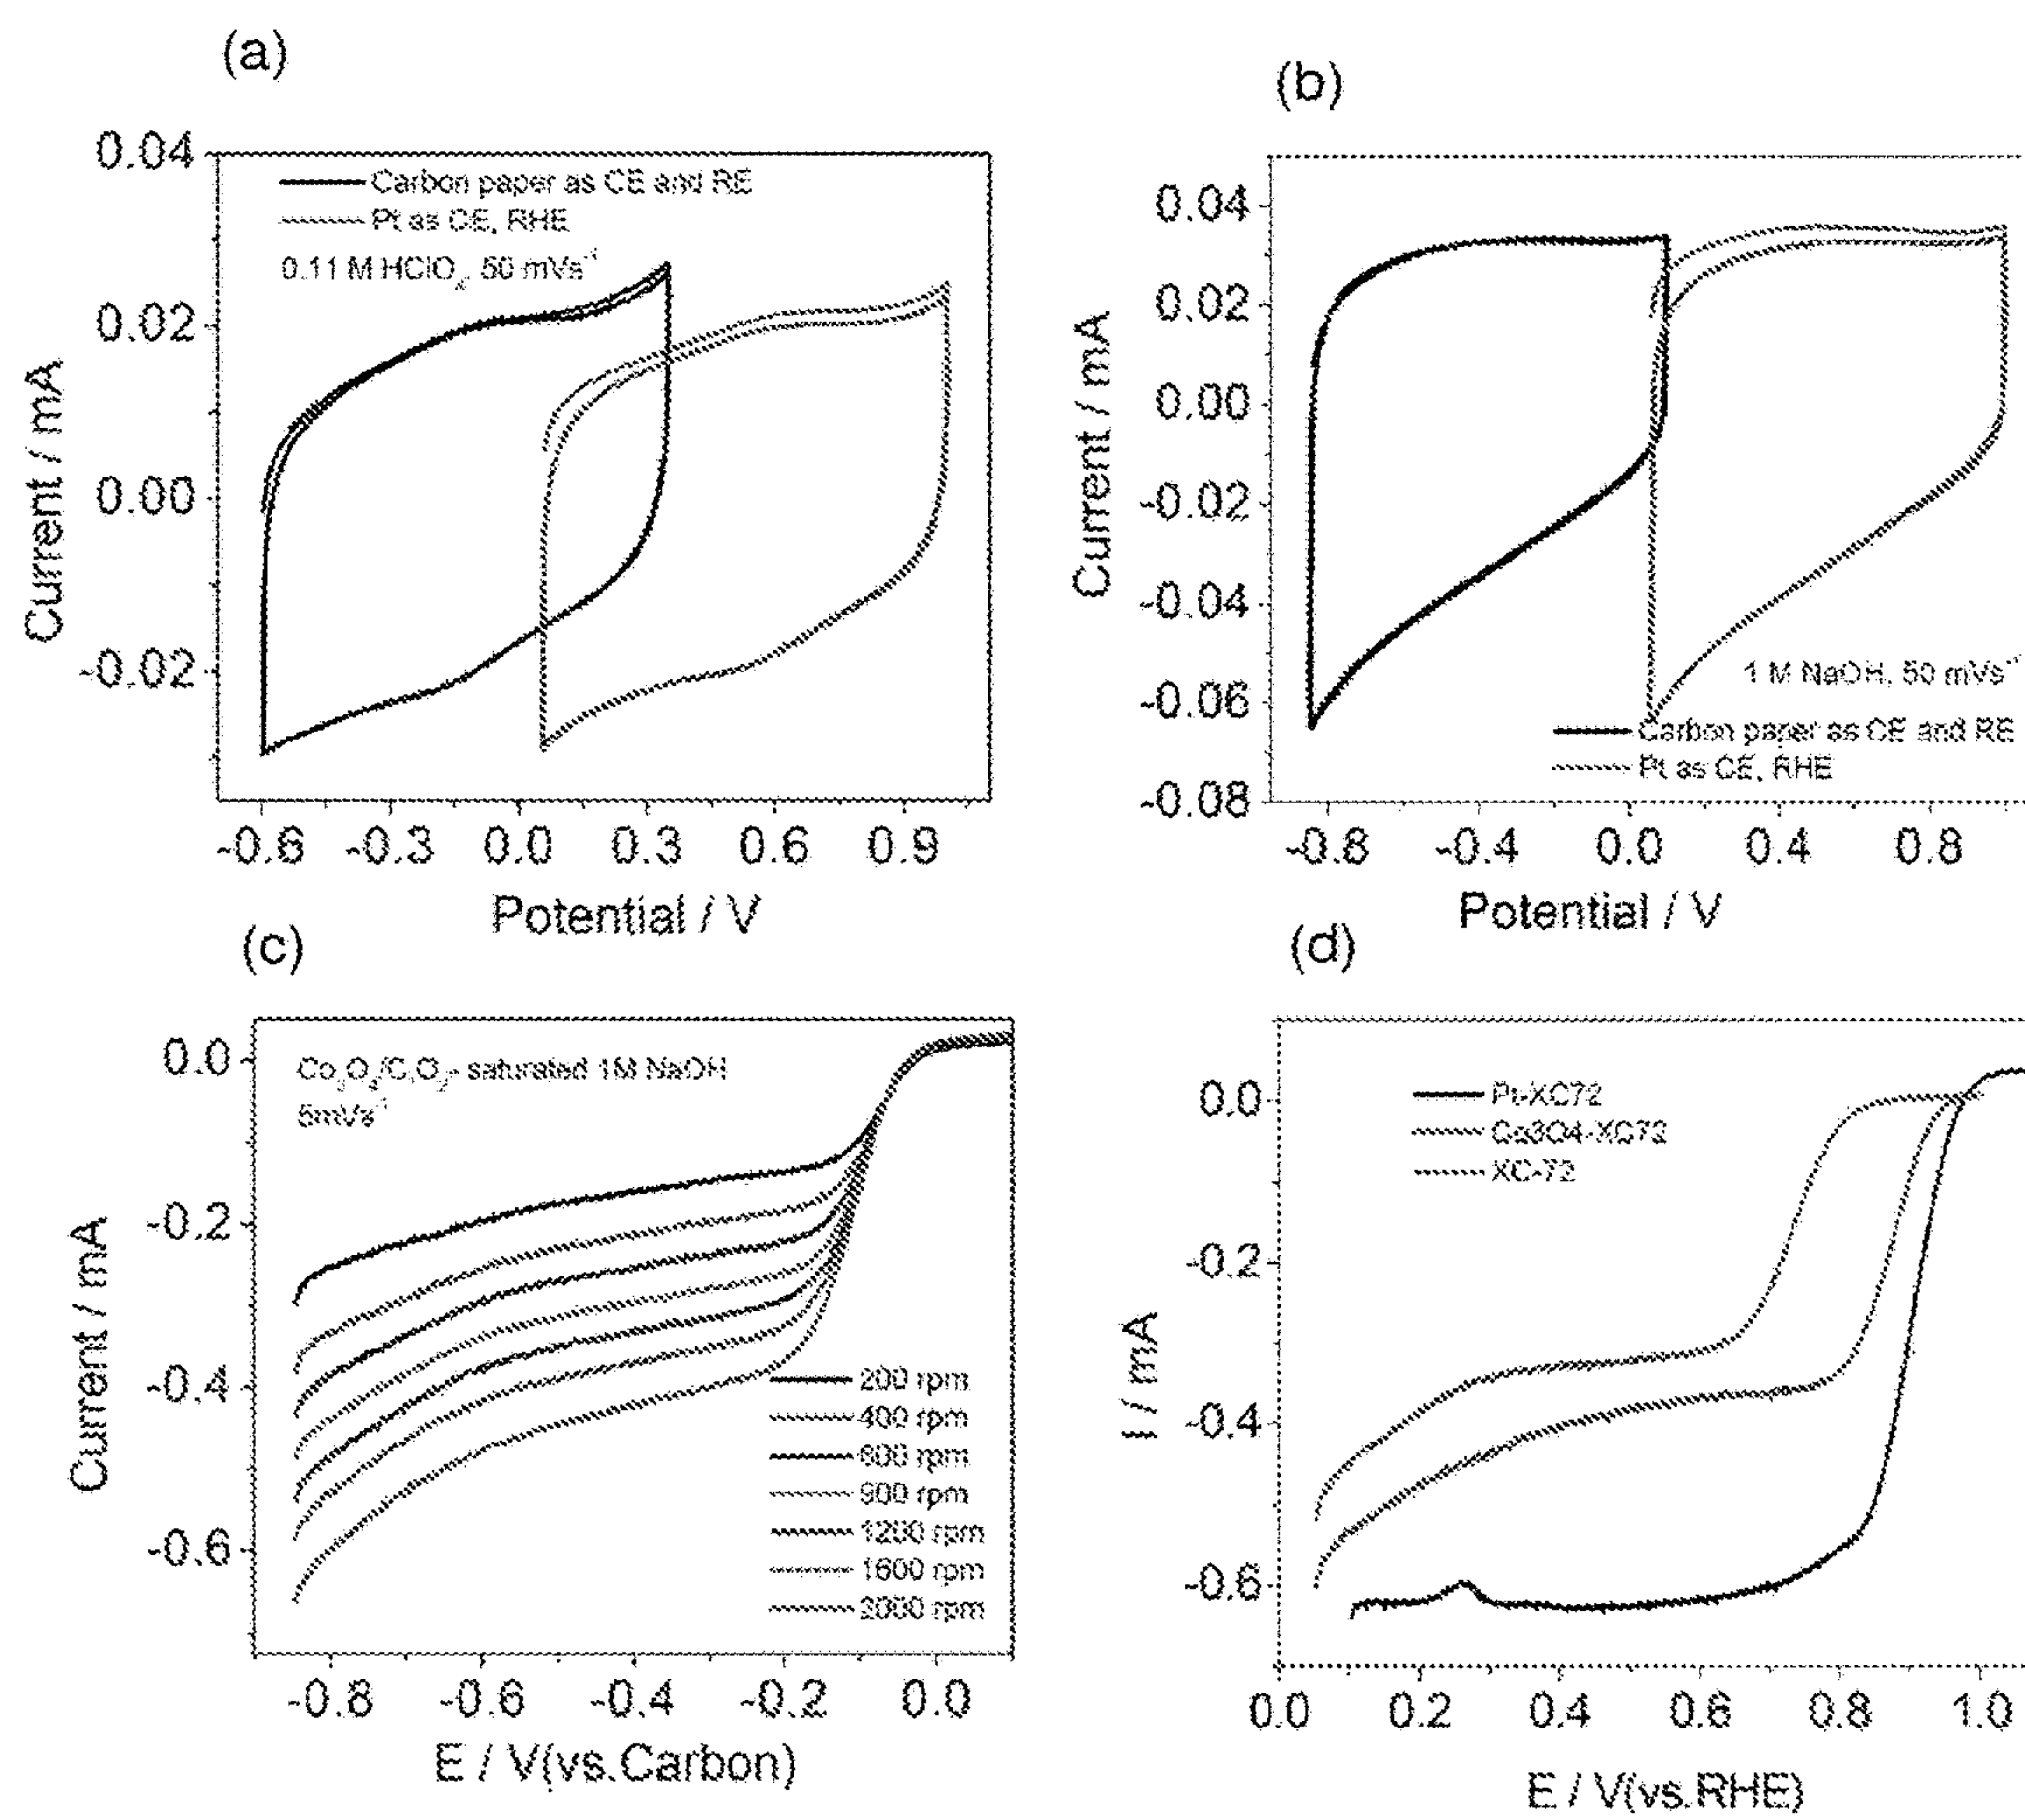 (a)
0.04
0.02
0.00
-0.02
Current / mA
Carbon paper as CE and RE
Pt as CE, RHE
0.11 M HClO4, 50 mVs-1
-0.6 -0.3 0.0 0.3 0.6 0.9
Potential / V
(b)
0.04
0.02
0.00
-0.02
-0.04
-0.06
-0.08
Current / mA
1 M NaOH, 50 mVs-1
Carbon paper as CE and RE
Pt as CE, RHE
-0.8 -0.4 0.0 0.4 0.8
Potential / V
(c)
0.0
-0.2
-0.4
-0.6
Current / mA
Co3O4/C,O2- saturated 1M NaOH
5mVs-1
200 rpm
400 rpm
600 rpm
900 rpm
1200 rpm
1600 rpm
2000 rpm
-0.8 -0.6 -0.4 -0.2 0.0
E / V(vs.Carbon)
(d)
0.0
-0.2
-0.4
-0.6
I / mA
Pt-XC72
Co3O4-XC72
XC-72
0.0 0.2 0.4 0.6 0.8 1.0
E / V(vs.RHE)